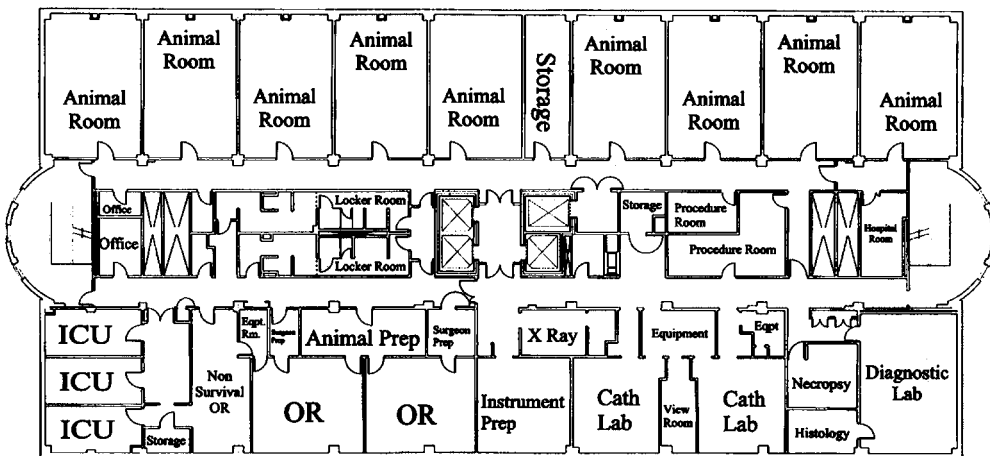 Animal
Room
Animal
Room
Animal
Room
Animal
Room
Animal
Room
Storage
Animal
Room
Animal
Room
Animal
Room
Animal
Room
Office
Office
Locker Room
Locker Room
Storage
Procedure
Room
Procedure Room
Hospital
Room
ICU
ICU
ICU
Storage
Non
Survival
OR
Eqpt.
Rm.
Surgeon
Prep
Animal Prep
Surgeon
Prep
OR
OR
Instrument
Prep
X Ray
Cath
Lab
Equipment
View
Room
Eqpt
Cath
Lab
Necropsy
Histology
Diagnostic
Lab